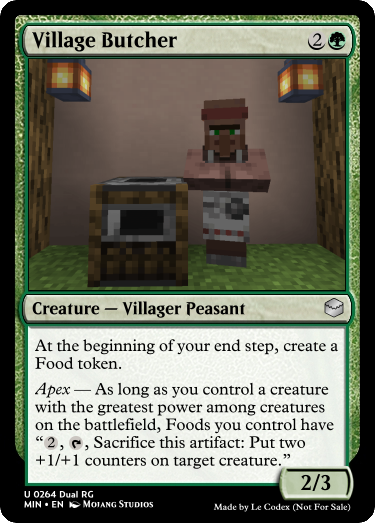 Village Butcher 2
Creature — Villager Peasant
At the beginning of your end step, create a
Food token.
Apex — As long as you control a creature
with the greatest power among creatures
on the battlefield, Foods you control have
“2, , Sacrifice this artifact: Put two
+1/+1 counters on target creature.”
2/3
U 0264 Dual RG
MIN • EN Mojang Studios
Made by Le Codex (Not For Sale)